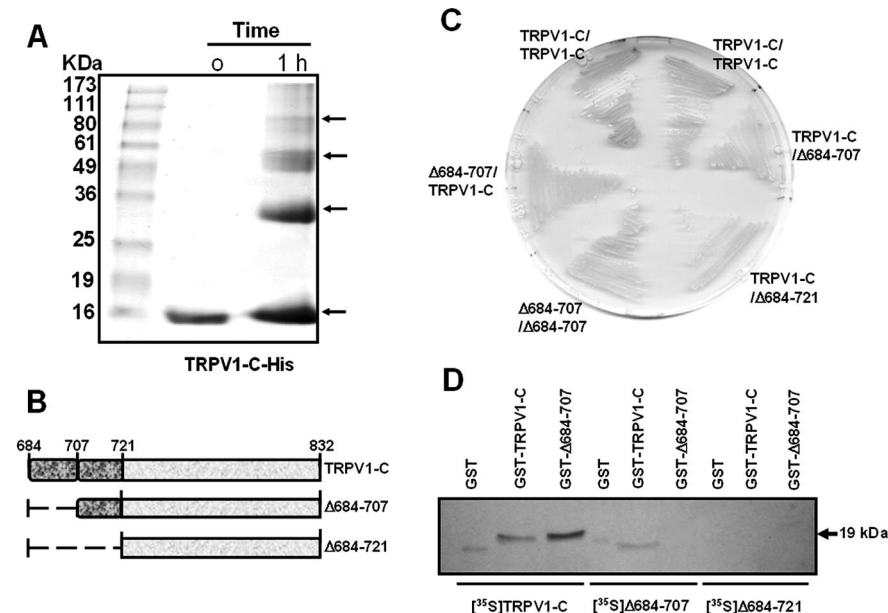 A
Time
KDa
o
1 h
173
111
80
61
49
36
25
19
16
TRPV1-C-His
B
684
707
721
832
TRPV1-C
Δ684-707
Δ684-721
C
TRPV1-C/
TRPV1-C
TRPV1-C/
TRPV1-C
TRPV1-C
/Δ684-707
Δ684-707/
TRPV1-C
TRPV1-C
/Δ684-721
Δ684-707
/Δ684-707
D
GST
GST-TRPV1-C
GST-Δ684-707
GST
GST-TRPV1-C
GST-Δ684-707
GST
GST-TRPV1-C
GST-Δ684-707
19 kDa
[³⁵S]TRPV1-C
[³⁵S]Δ684-707
[³⁵S]Δ684-721